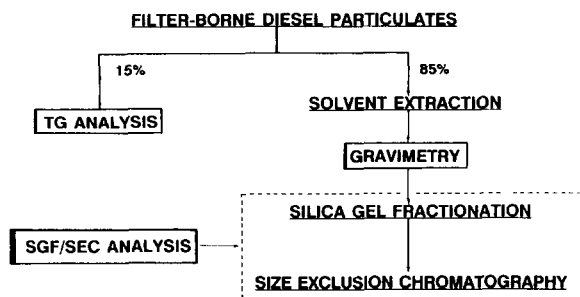 FILTER-BORNE DIESEL PARTICULATES
15%
85%
TG ANALYSIS
SOLVENT EXTRACTION
GRAVIMETRY
SILICA GEL FRACTIONATION
SGF/SEC ANALYSIS
SIZE EXCLUSION CHROMATOGRAPHY